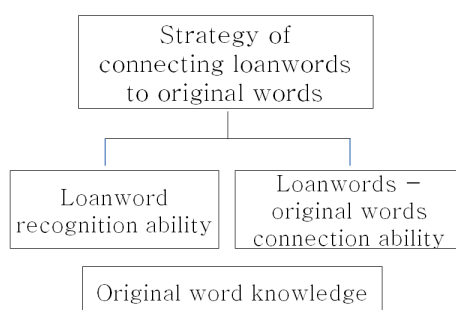 Strategy of
connecting loanwords
to original words
Loanword
recognition ability
Loanwords –
original words
connection ability
Original word knowledge